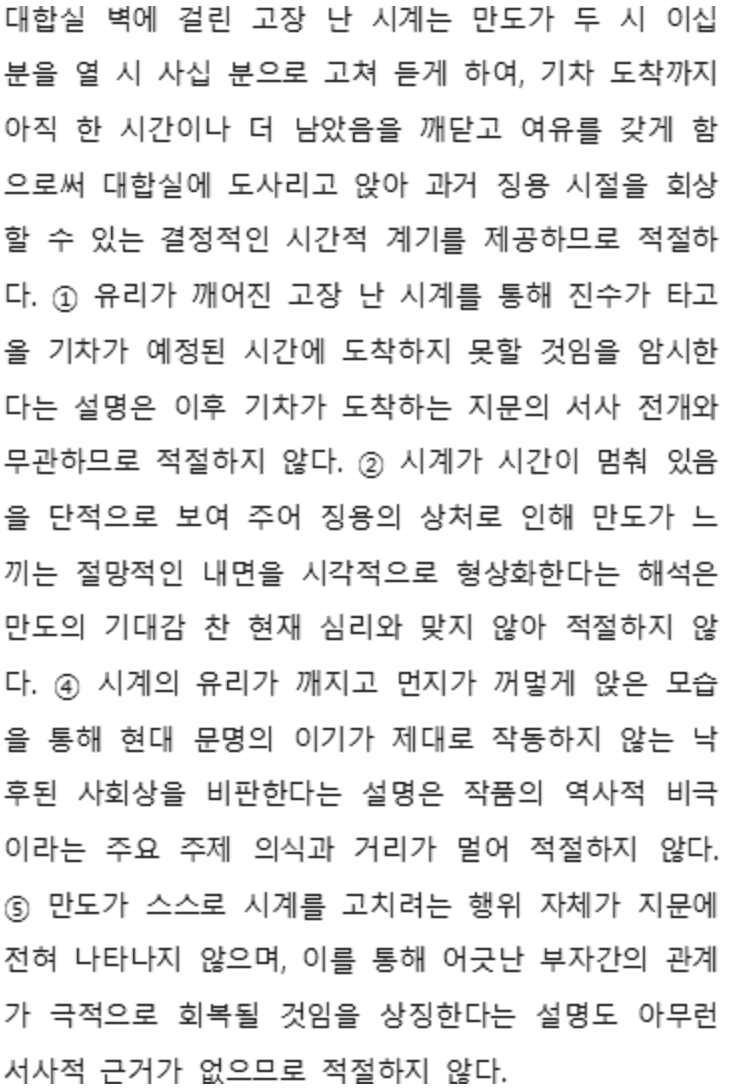 대합실 벽에 걸린 고장 난 시계는 만도가 두 시 이십
분을 열 시 사십 분으로 고쳐 듣게 하여, 기차 도착까지
아직 한 시간이나 더 남았음을 깨닫고 여유를 갖게 함
으로써 대합실에 도사리고 앉아 과거 징용 시절을 회상
할 수 있는 결정적인 시간적 계기를 제공하므로 적절하
다. ① 유리가 깨어진 고장 난 시계를 통해 진수가 타고
올 기차가 예정된 시간에 도착하지 못할 것임을 암시한
다는 설명은 이후 기차가 도착하는 지문의 서사 전개와
무관하므로 적절하지 않다. ② 시계가 시간이 멈춰 있음
을 단적으로 보여 주어 징용의 상처로 인해 만도가 느
끼는 절망적인 내면을 시각적으로 형상화한다는 해석은
만도의 기대감 찬 현재 심리와 맞지 않아 적절하지 않
다. ④ 시계의 유리가 깨지고 먼지가 꺼멓게 앉은 모습
을 통해 현대 문명의 이기가 제대로 작동하지 않는 낙
후된 사회상을 비판한다는 설명은 작품의 역사적 비극
이라는 주요 주제 의식과 거리가 멀어 적절하지 않다.
⑤ 만도가 스스로 시계를 고치려는 행위 자체가 지문에
전혀 나타나지 않으며, 이를 통해 어긋난 부자간의 관계
가 극적으로 회복될 것임을 상징한다는 설명도 아무런
서사적 근거가 없으므로 적절하지 않다.